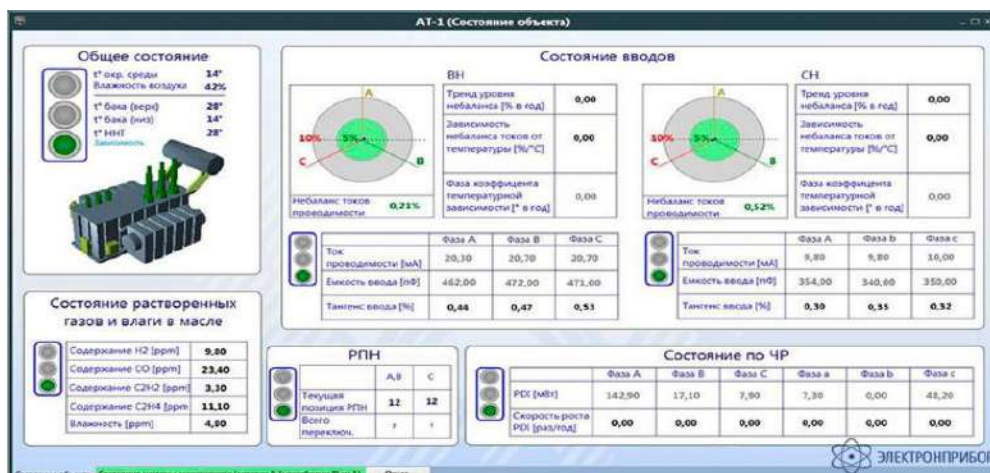 АТ-1 (Состояние объекта)
Общее состояние
t° окр. среды 14°
Влажность воздуха 42%
t° бака (верх) 28°
t° бака (низ) 14°
t° ННТ 28°
Зависимость
Состояние вводов
ВН
A
10%
5%
C
B
Небаланс токов проводимости 0,21%
Тренд уровня небаланса [% в год] 0,00
Зависимость небаланса токов от температуры [%/°C] 0,00
Фаза коэффицента температурной зависимости [° в год] 0,00
СН
A
10%
5%
C
B
Небаланс токов проводимости 0,52%
Тренд уровня небаланса [% в год] 0,00
Зависимость небаланса токов от температуры [%/°C] 0,00
Фаза коэффицента температурной зависимости [° в год] 0,00
Фаза A Фаза B Фаза C
Ток проводимости [мА] 20,30 20,70 20,70
Емкость ввода [пФ] 462,00 472,00 471,00
Тангенс ввода [%] 0,44 0,47 0,53
Фаза A Фаза b Фаза c
Ток проводимости [мА] 9,80 9,80 10,00
Емкость ввода [пФ] 354,00 340,00 350,00
Тангенс ввода [%] 0,30 0,35 0,32
Состояние растворенных
газов и влаги в масле
Содержание H2 [ppm] 9,80
Содержание CO [ppm] 23,40
Содержание C2H2 [ppm] 3,30
Содержание C2H4 [ppm 11,10
Влажность [ppm] 4,80
РПН
A,B C
Текущая позиция РПН 12 12
Всего переключ.
Состояние по ЧР
Фаза A Фаза B Фаза C Фаза a Фаза b Фаза c
PDI [мВт] 142,90 17,10 7,90 7,30 0,00 48,20
Скорость роста PDI [раз/год] 0,00 0,00 0,00 0,00 0,00 0,00
ЭЛЕКТРОНПРИБОР